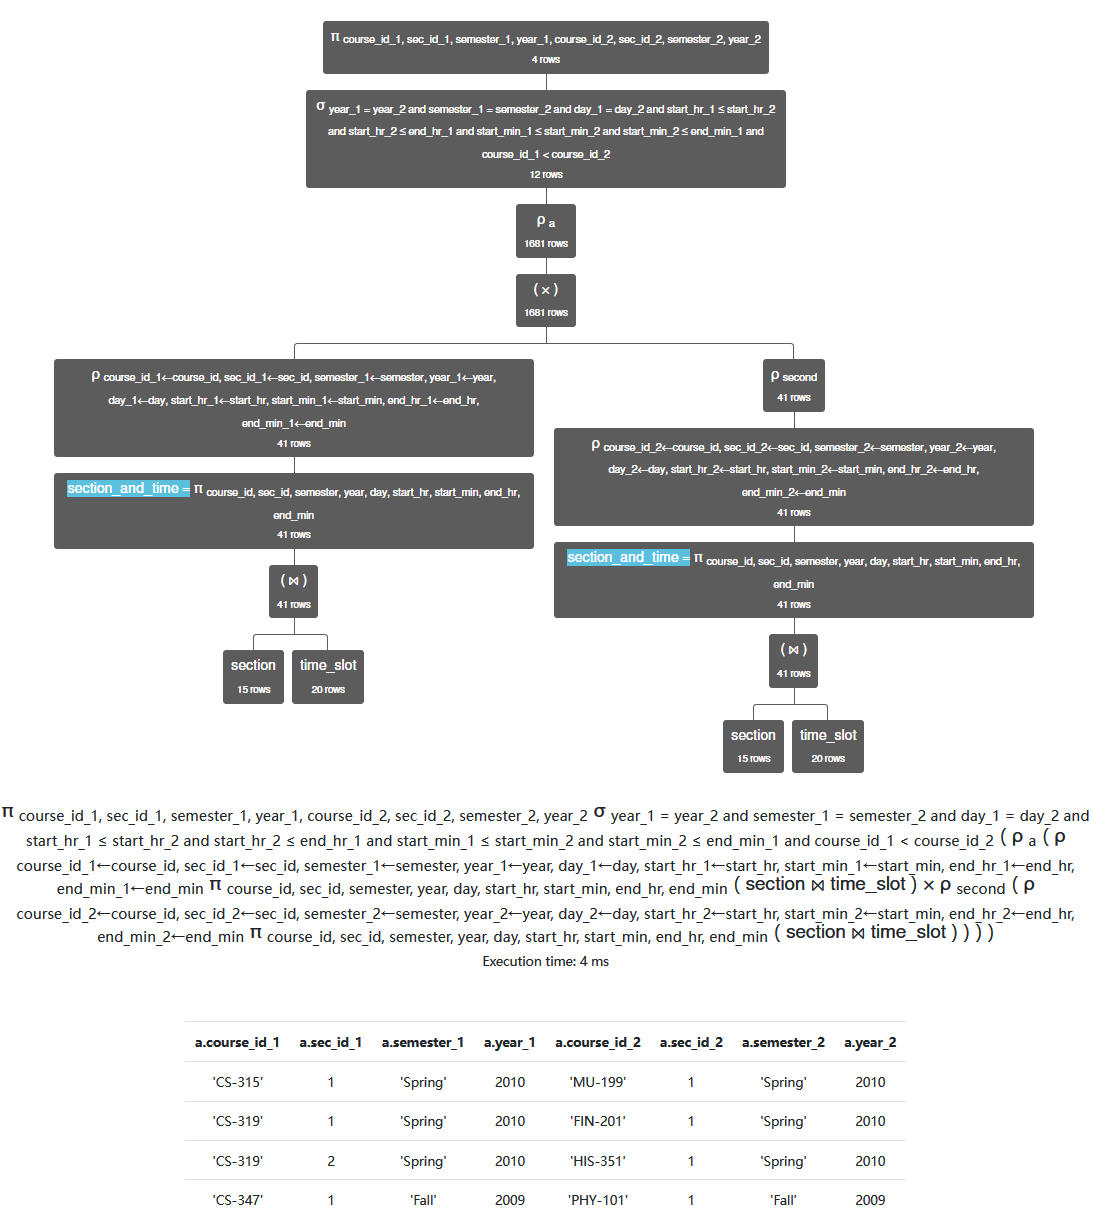 π course_id_1, sec_id_1, semester_1, year_1, course_id_2, sec_id_2, semester_2, year_2
4 rows
σ year_1 = year_2 and semester_1 = semester_2 and day_1 = day_2 and start_hr_1 ≤ start_hr_2
and start_hr_2 ≤ end_hr_1 and start_min_1 ≤ start_min_2 and start_min_2 ≤ end_min_1 and
course_id_1 < course_id_2
12 rows
ρ a
1681 rows
( × )
1681 rows
ρ course_id_1←course_id, sec_id_1←sec_id, semester_1←semester, year_1←year,
day_1←day, start_hr_1←start_hr, start_min_1←start_min, end_hr_1←end_hr,
end_min_1←end_min
41 rows
section_and_time = π course_id, sec_id, semester, year, day, start_hr, start_min, end_hr,
end_min
41 rows
( ⋈ )
41 rows
section
15 rows
time_slot
20 rows
ρ second
41 rows
ρ course_id_2←course_id, sec_id_2←sec_id, semester_2←semester, year_2←year,
day_2←day, start_hr_2←start_hr, start_min_2←start_min, end_hr_2←end_hr,
end_min_2←end_min
41 rows
section_and_time = π course_id, sec_id, semester, year, day, start_hr, start_min, end_hr,
end_min
41 rows
( ⋈ )
41 rows
section
15 rows
time_slot
20 rows
π course_id_1, sec_id_1, semester_1, year_1, course_id_2, sec_id_2, semester_2, year_2 σ year_1 = year_2 and semester_1 = semester_2 and day_1 = day_2 and
start_hr_1 ≤ start_hr_2 and start_hr_2 ≤ end_hr_1 and start_min_1 ≤ start_min_2 and start_min_2 ≤ end_min_1 and course_id_1 < course_id_2 ( ρ a ( ρ
course_id_1←course_id, sec_id_1←sec_id, semester_1←semester, year_1←year, day_1←day, start_hr_1←start_hr, start_min_1←start_min, end_hr_1←end_hr,
end_min_1←end_min π course_id, sec_id, semester, year, day, start_hr, start_min, end_hr, end_min ( section ⋈ time_slot ) × ρ second ( ρ
course_id_2←course_id, sec_id_2←sec_id, semester_2←semester, year_2←year, day_2←day, start_hr_2←start_hr, start_min_2←start_min, end_hr_2←end_hr,
end_min_2←end_min π course_id, sec_id, semester, year, day, start_hr, start_min, end_hr, end_min ( section ⋈ time_slot ) ) ) )
Execution time: 4 ms
a.course_id_1 a.sec_id_1 a.semester_1 a.year_1 a.course_id_2 a.sec_id_2 a.semester_2 a.year_2
'CS-315' 1 'Spring' 2010 'MU-199' 1 'Spring' 2010
'CS-319' 1 'Spring' 2010 'FIN-201' 1 'Spring' 2010
'CS-319' 2 'Spring' 2010 'HIS-351' 1 'Spring' 2010
'CS-347' 1 'Fall' 2009 'PHY-101' 1 'Fall' 2009